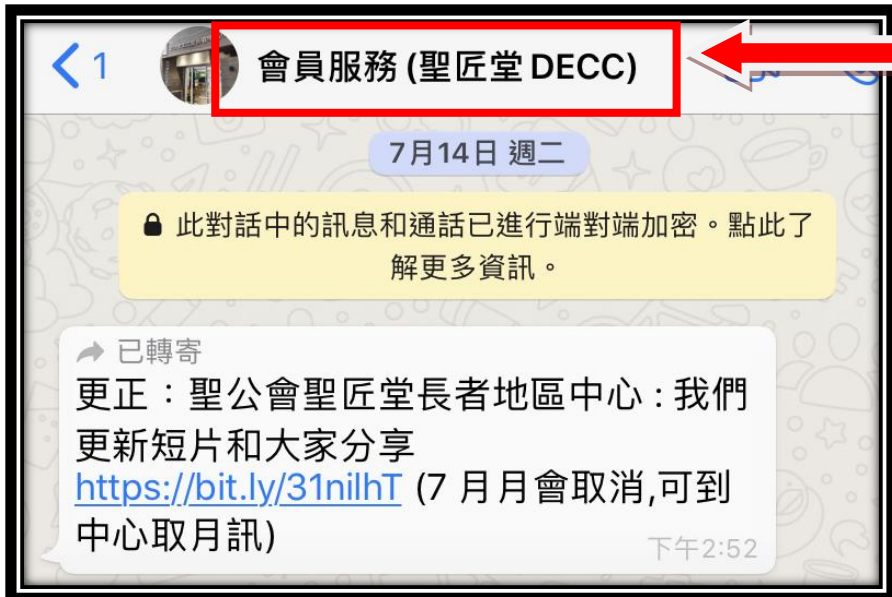 1
會員服務 (聖匠堂 DECC)
7月14日 週二
此對話中的訊息和通話已進行端對端加密。點此了
解更多資訊。
已轉寄
更正：聖公會聖匠堂長者地區中心 : 我們
更新短片和大家分享
https://bit.ly/31nilhT (7 月月會取消,可到
中心取月訊)
下午2:52